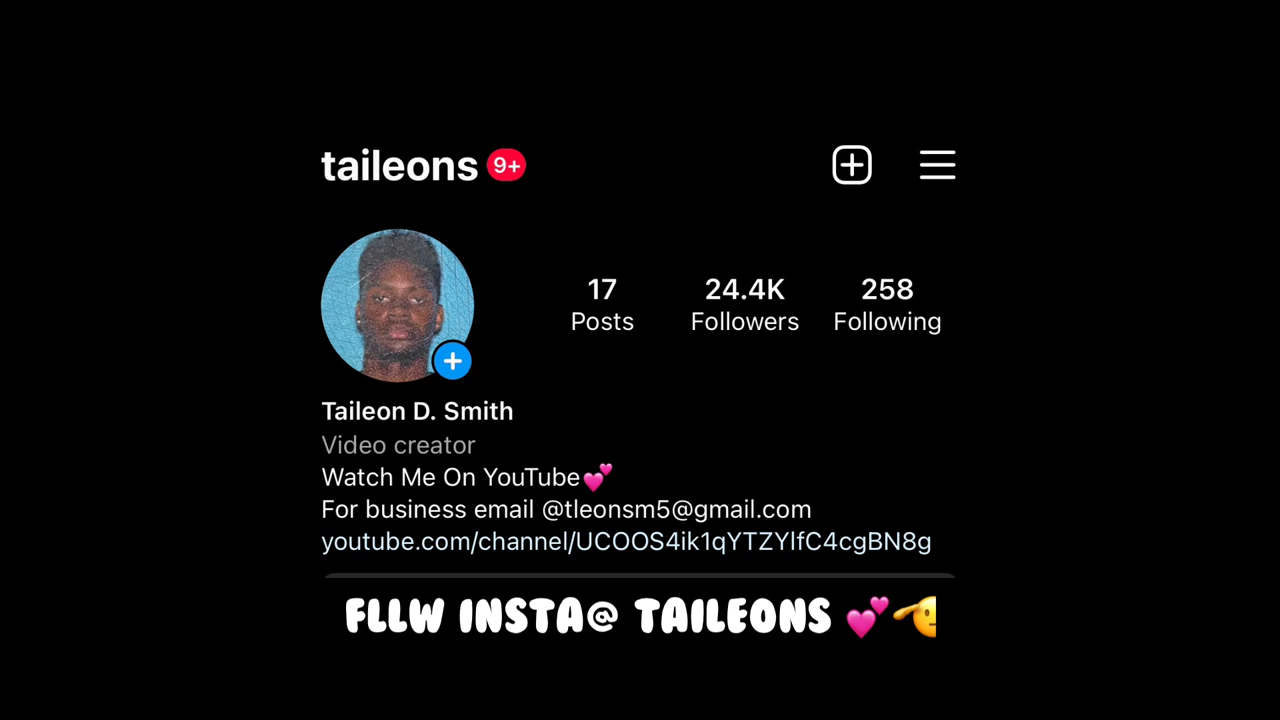 taileons 9+
17 24.4K 258
Posts Followers Following
Taileon D. Smith
Video creator
Watch Me On YouTube💕
For business email @tleonsm5@gmail.com
youtube.com/channel/UCOOS4ik1qYTZYlfC4cgBN8g
FLLW INSTA@ TAILEONS 💕🫡